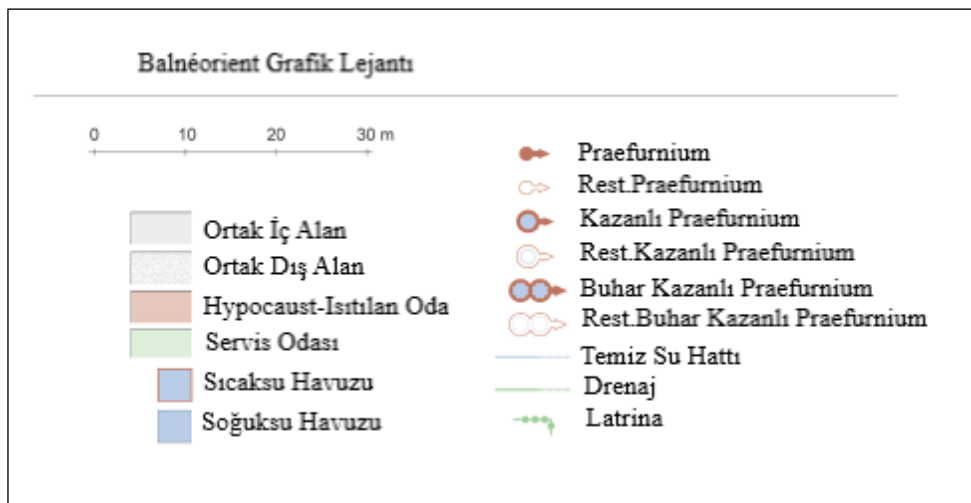 Balnéorient Grafik Lejantı
0 10 20 30 m
Ortak İç Alan
Ortak Dış Alan
Hypocaust-Isıtılan Oda
Servis Odası
Sıcaksu Havuzu
Soğuksu Havuzu
Praefurnium
Rest.Praefurnium
Kazanlı Praefurnium
Rest.Kazanlı Praefurnium
Buhar Kazanlı Praefurnium
Rest.Buhar Kazanlı Praefurnium
Temiz Su Hattı
Drenaj
Latrina